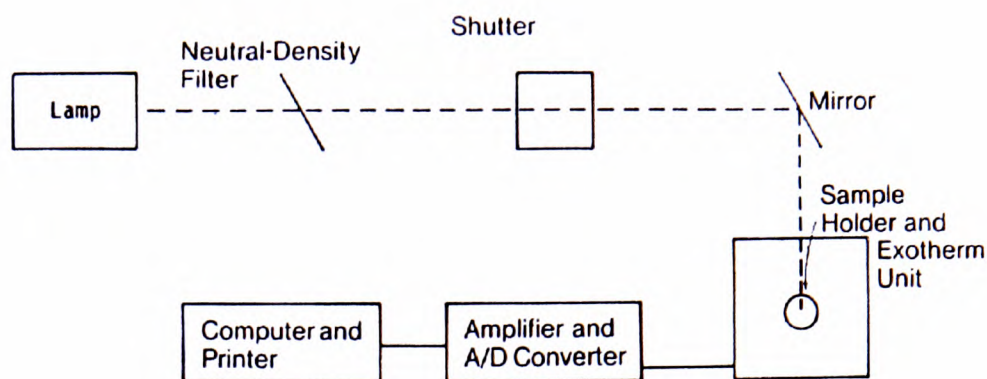 Shutter
Neutral-Density
Filter
Lamp
Mirror
Sample
Holder and
Exotherm
Unit
Computer and
Printer
Amplifier and
A/D Converter